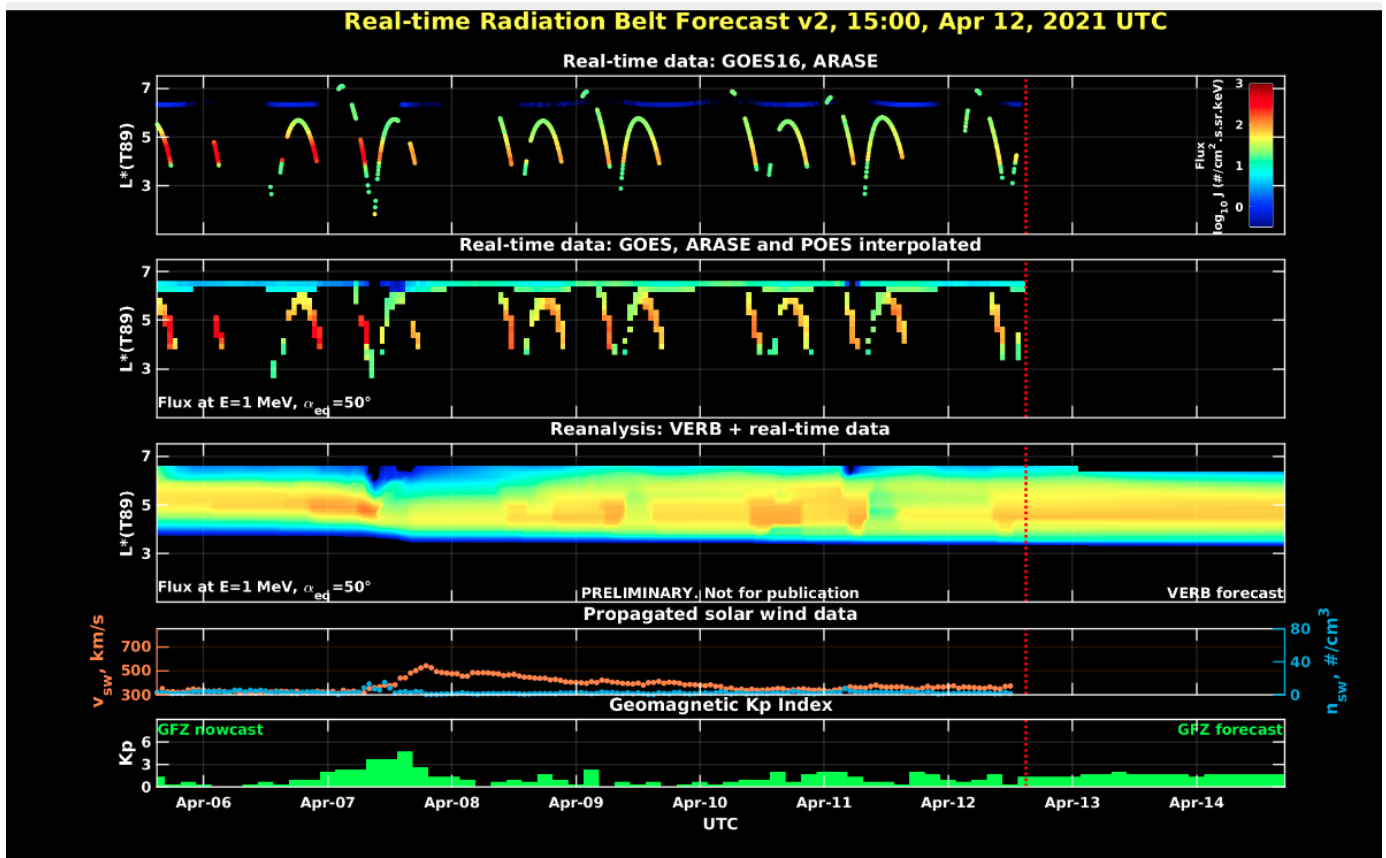 Real-time Radiation Belt Forecast v2, 15:00, Apr 12, 2021 UTC
Real-time data: GOES16, ARASE
7
5
3
L*(T89)
3
2
1
0
Flux
log10 J (#/cm².s.sr.keV)
Real-time data: GOES, ARASE and POES interpolated
7
5
3
L*(T89)
Flux at E=1 MeV, αeq=50°
Reanalysis: VERB + real-time data
7
5
3
L*(T89)
Flux at E=1 MeV, αeq=50°
PRELIMINARY. Not for publication
VERB forecast
Propagated solar wind data
700
500
300
vsw, km/s
80
40
0
nsw, #/cm³
Geomagnetic Kp Index
GFZ nowcast
GFZ forecast
6
3
0
Kp
Apr-06 Apr-07 Apr-08 Apr-09 Apr-10 Apr-11 Apr-12 Apr-13 Apr-14
UTC